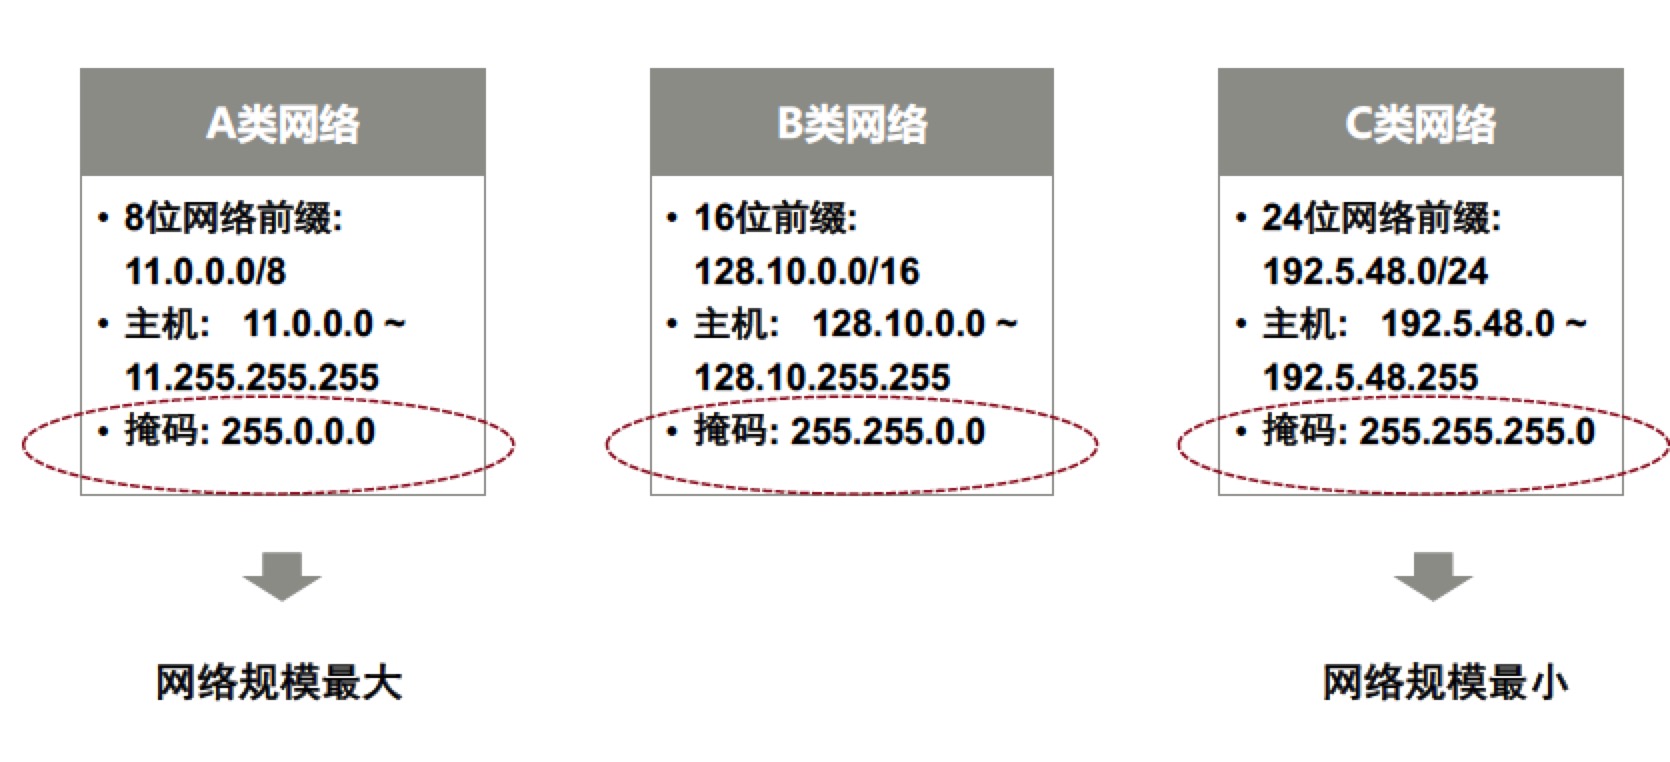 A类网络
• 8位网络前缀:
11.0.0.0/8
• 主机: 11.0.0.0 ~
11.255.255.255
• 掩码: 255.0.0.0
网络规模最大
B类网络
• 16位前缀:
128.10.0.0/16
• 主机: 128.10.0.0 ~
128.10.255.255
• 掩码: 255.255.0.0
C类网络
• 24位网络前缀:
192.5.48.0/24
• 主机: 192.5.48.0 ~
192.5.48.255
• 掩码: 255.255.255.0
网络规模最小